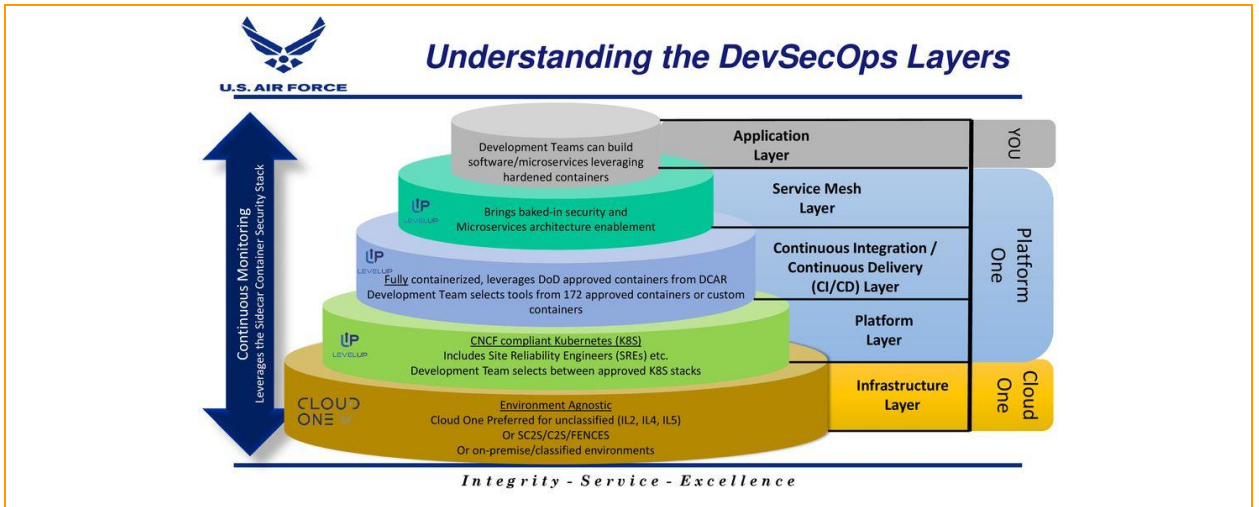 Understanding the DevSecOps Layers
U.S. AIR FORCE
Continuous Monitoring
Leverages the Sidecar Container Security Stack
Development Teams can build
software/microservices leveraging
hardened containers
Application
Layer
YOU
UP
LEVELUP
Brings baked-in security and
Microservices architecture enablement
Service Mesh
Layer
Platform
One
UP
LEVELUP
Fully containerized, leverages DoD approved containers from DCAR
Development Team selects tools from 172 approved containers or custom
containers
Continuous Integration /
Continuous Delivery
(CI/CD) Layer
UP
LEVELUP
CNCF compliant Kubernetes (K8S)
Includes Site Reliability Engineers (SREs) etc.
Development Team selects between approved K8S stacks
Platform
Layer
CLOUD
ONE
Environment Agnostic
Cloud One Preferred for unclassified (IL2, IL4, IL5)
Or SC2S/C2S/FENCES
Or on-premise/classified environments
Infrastructure
Layer
Cloud
One
Integrity - Service - Excellence